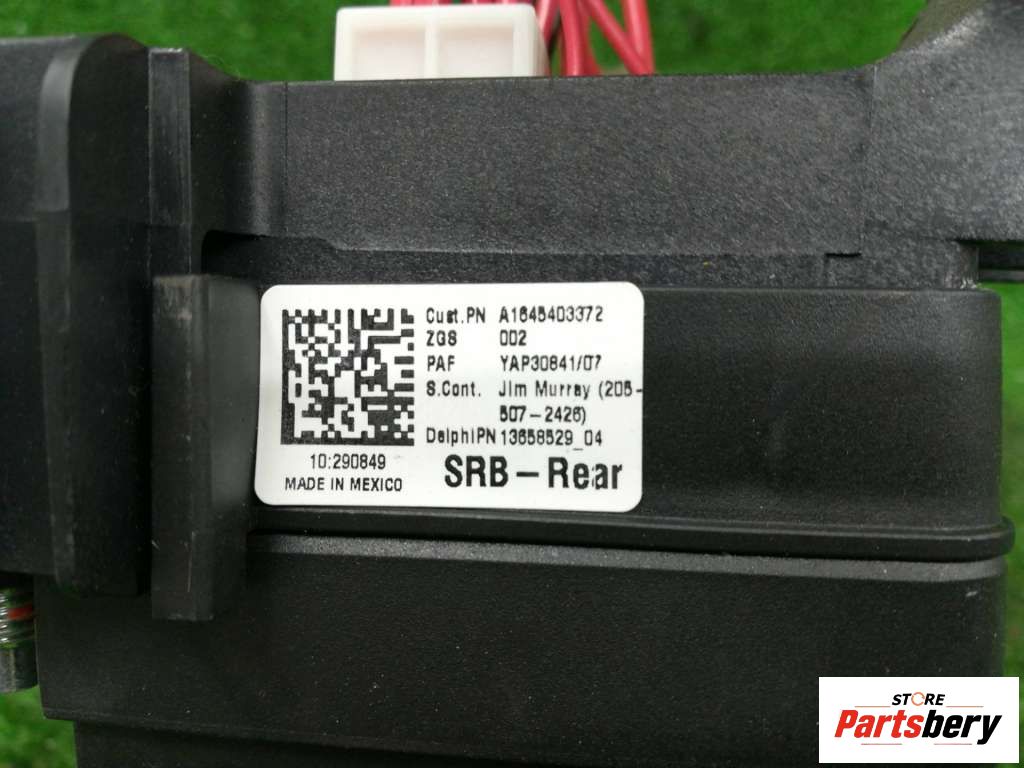 Cust.PN A1645403372
ZGS 002
PAF YAP30841/07
S.Cont. Jim Murray (205-
507-2426)
DelphiPN 13658529_04
10:290849
MADE IN MEXICO
SRB-Rear
STORE
Partsbery